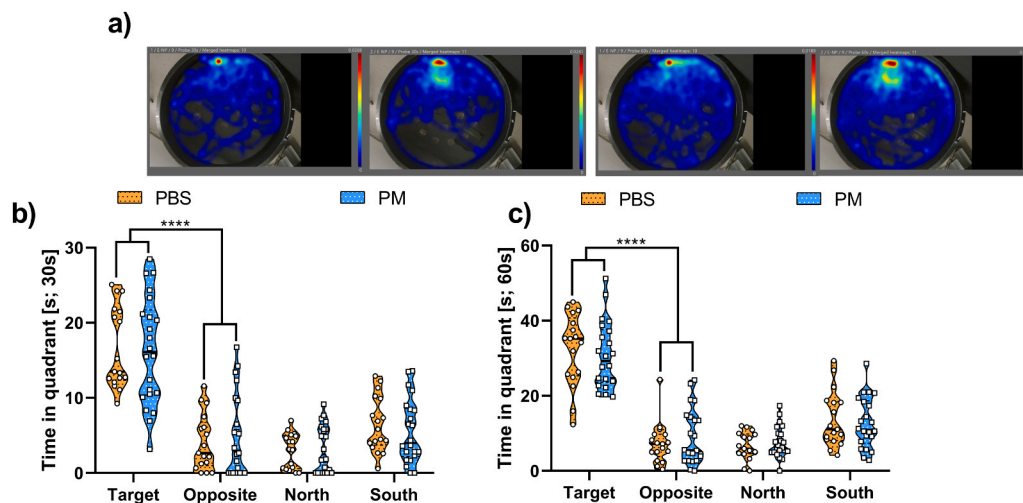 a)
PBS
PM
PBS
PM
b)
Time in quadrant [s; 30s]
30
20
10
0
****
Target
Opposite
North
South
c)
Time in quadrant [s; 60s]
60
40
20
0
****
Target
Opposite
North
South